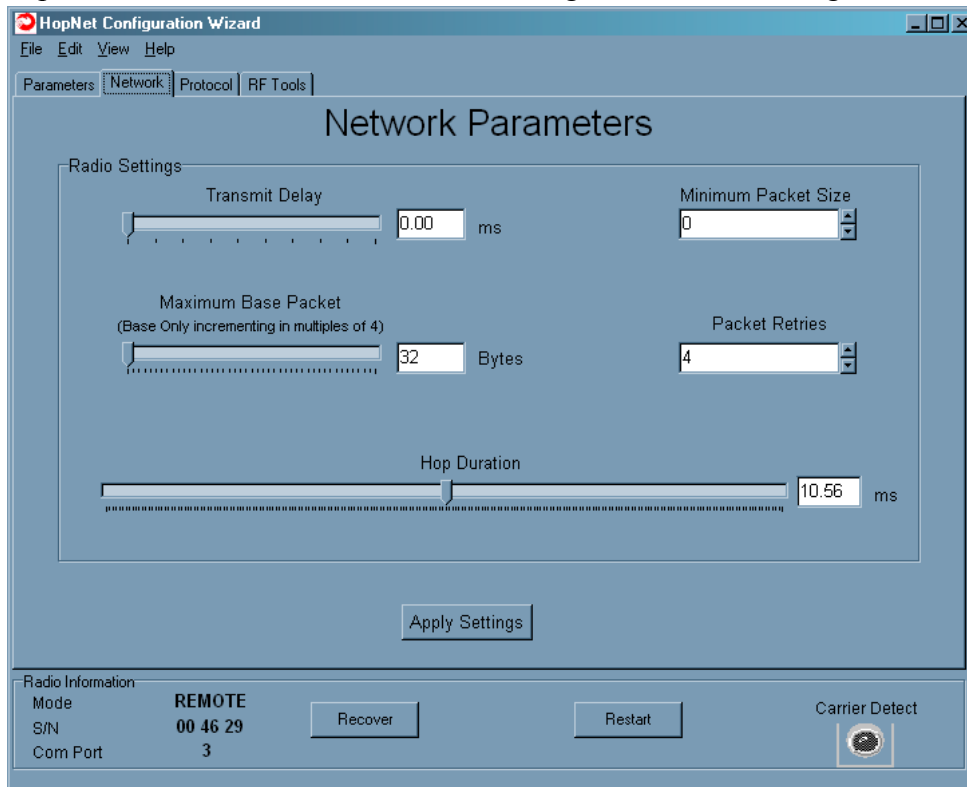 HopNet Configuration Wizard
File Edit View Help
Parameters Network Protocol RF Tools
Network Parameters
Radio Settings
Transmit Delay
0.00 ms
Minimum Packet Size
0
Maximum Base Packet
(Base Only incrementing in multiples of 4)
32 Bytes
Packet Retries
4
Hop Duration
10.56 ms
Apply Settings
Radio Information
Mode REMOTE
S/N 00 46 29
Com Port 3
Recover
Restart
Carrier Detect